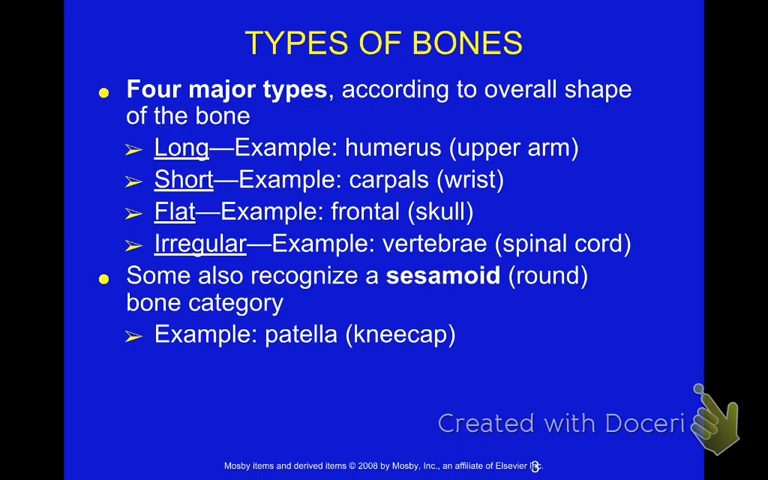 TYPES OF BONES
● Four major types, according to overall shape
of the bone
➢ Long—Example: humerus (upper arm)
➢ Short—Example: carpals (wrist)
➢ Flat—Example: frontal (skull)
➢ Irregular—Example: vertebrae (spinal cord)
● Some also recognize a sesamoid (round)
bone category
➢ Example: patella (kneecap)
Created with Doceri
Mosby items and derived items © 2008 by Mosby, Inc., an affiliate of Elsevier Inc.
3